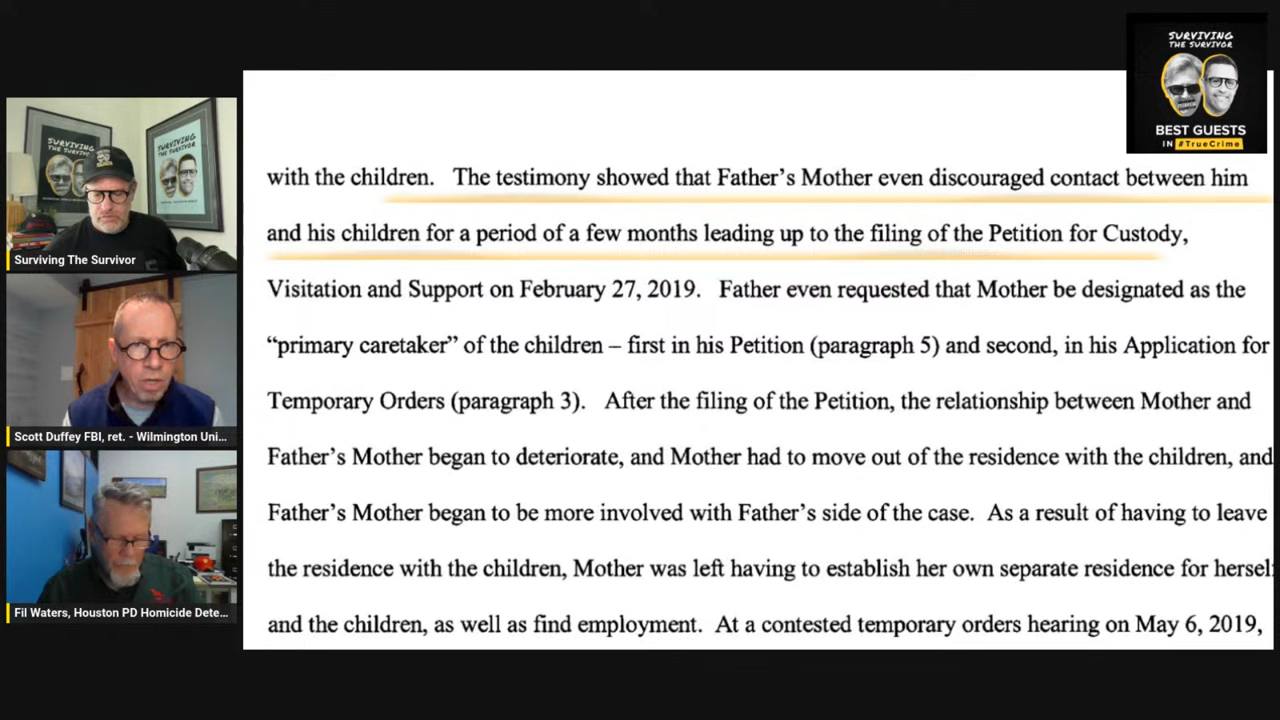 SURVIVING
THE SURVIVOR
BEST GUESTS
IN #TrueCrime
SURVIVING
THE SURVIVOR
SURVIVING
THE SURVIVOR
Surviving The Survivor
Scott Duffey FBI, ret. - Wilmington Uni...
Fil Waters, Houston PD Homicide Dete...
with the children. The testimony showed that Father's Mother even discouraged contact between him
and his children for a period of a few months leading up to the filing of the Petition for Custody,
Visitation and Support on February 27, 2019. Father even requested that Mother be designated as the
“primary caretaker” of the children – first in his Petition (paragraph 5) and second, in his Application for
Temporary Orders (paragraph 3). After the filing of the Petition, the relationship between Mother and
Father's Mother began to deteriorate, and Mother had to move out of the residence with the children, and
Father's Mother began to be more involved with Father's side of the case. As a result of having to leave
the residence with the children, Mother was left having to establish her own separate residence for hersel
and the children, as well as find employment. At a contested temporary orders hearing on May 6, 2019,